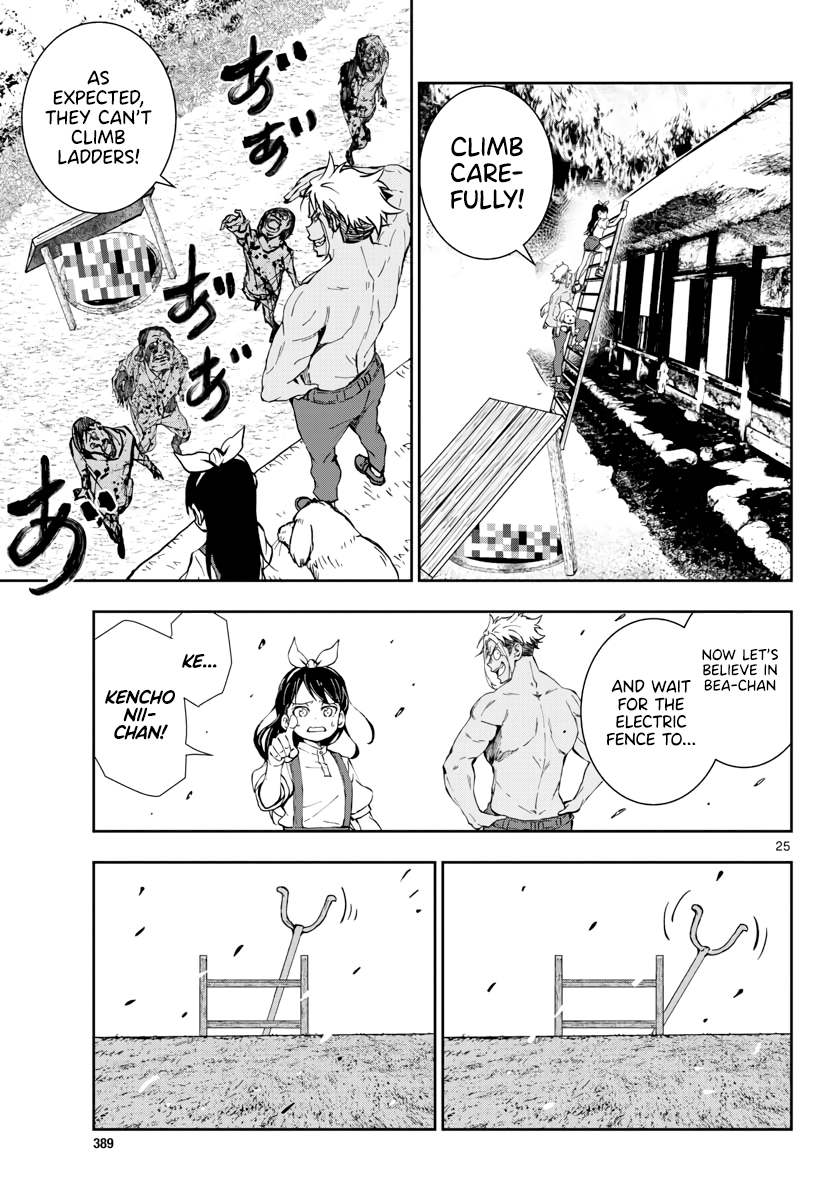 CLIMB
CARE-
FULLY!
AS
EXPECTED,
THEY CAN'T
CLIMB
LADDERS!
あ゛
あ゛
あ゛
あ゛
あ゛
NOW LET'S
BELIEVE IN
BEA-CHAN
AND WAIT
FOR THE
ELECTRIC
FENCE TO...
KE...
KENCHO
NII-
CHAN!
25
389